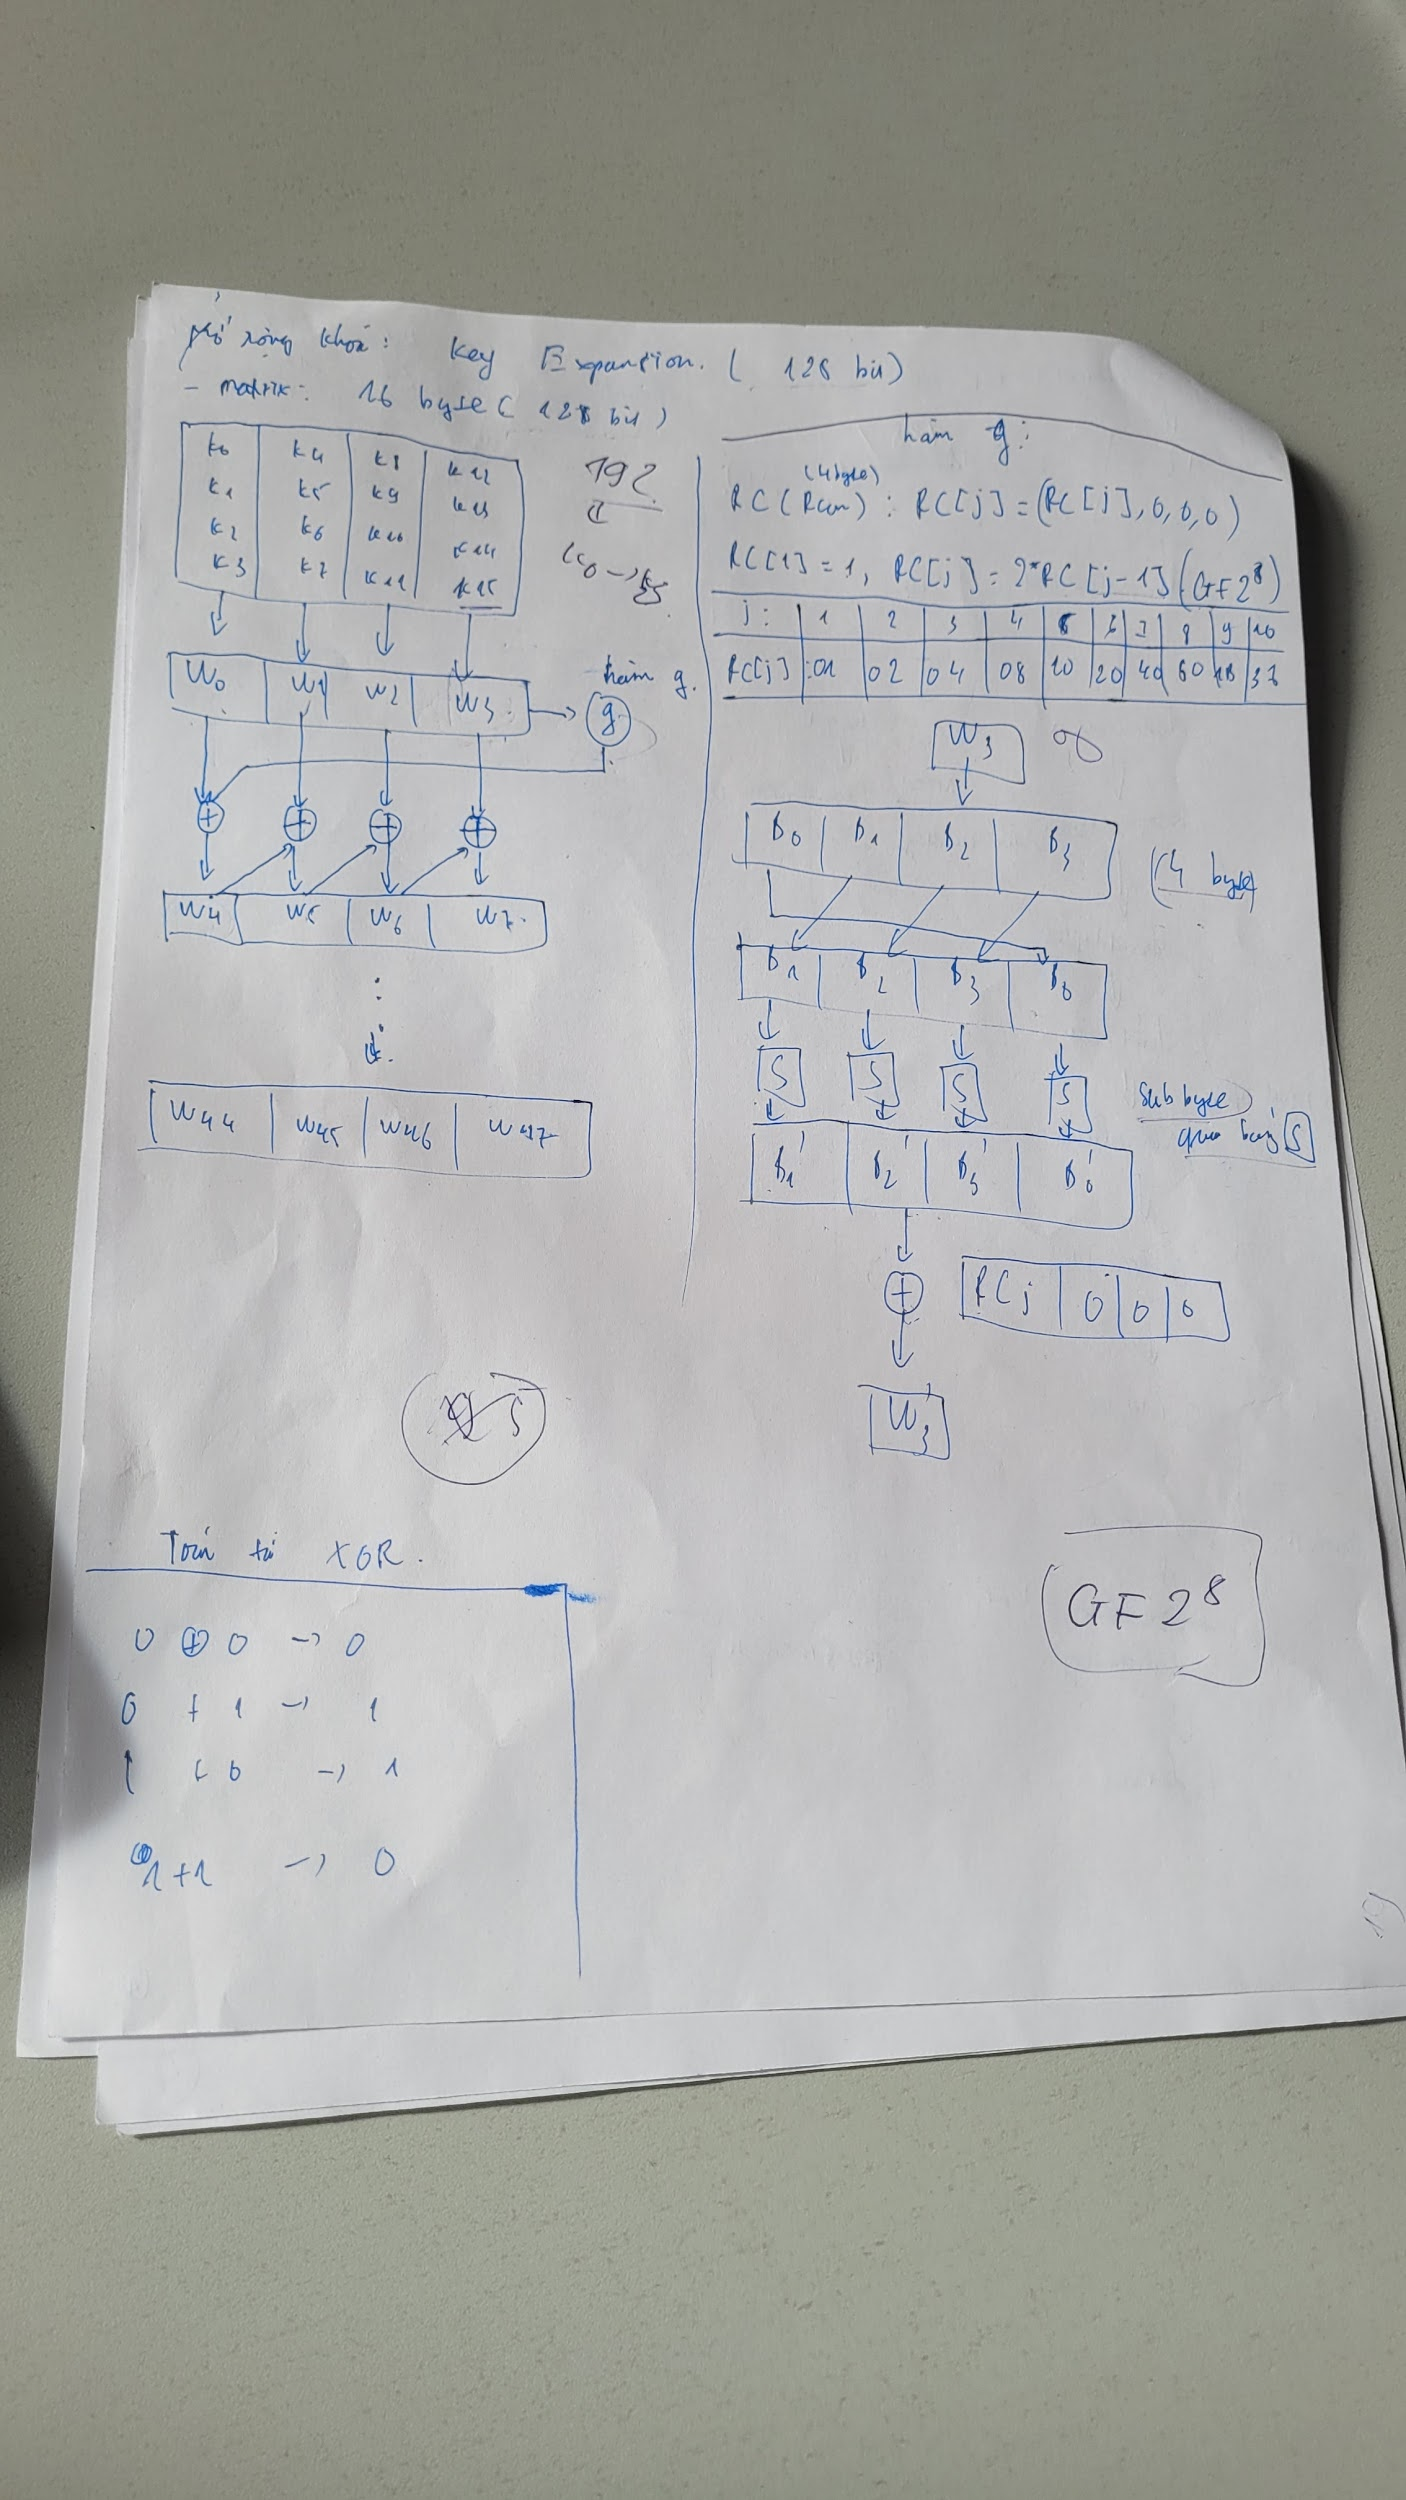 Mở rộng khoá: Key Expansion. ( 128 bit)
- Matrix: 16 byte ( 128 bit )
k0 k4 k8 k12
k1 k5 k9 k13
k2 k6 k10 k14
k3 k7 k11 k15
192
W0 W1 W2 W3
hàm g.
g
W4 W5 W6 W7
W44 W45 W46 W47
5
Toán tử XOR.
0 ⊕ 0 → 0
0 + 1 → 1
1 + 0 → 1
1 + 1 → 0
hàm g:
(4 byte)
RC (Rcon) : RC[j] = (RC[j], 0, 0, 0)
RC[1] = 1, RC[j] = 2*RC[j-1] (GF2⁸)
j: 1 2 3 4 5 6 7 8 9 10
RC[j] 01 02 04 08 10 20 40 80 1B 36
W3
B0 B1 B2 B3
(4 byte)
B1 B2 B3 B0
S S S S
Sub byte
qua bảng S
B1' B2' B3' B0'
RCj 0 0 0
W3'
GF 2⁸